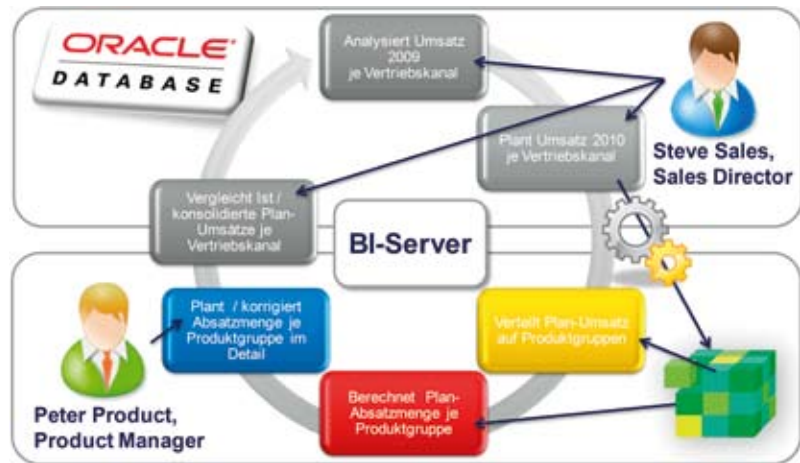 ORACLE
DATABASE
Analysiert Umsatz
2009
je Vertriebskanal
Plant Umsatz 2010
je Vertriebskanal
Steve Sales,
Sales Director
Vergleicht Ist /
konsolidierte Plan-
Umsätze je
Vertriebskanal
BI-Server
Plant / korrigiert
Absatzmenge je
Produktgruppe im
Detail
Verteilt Plan-Umsatz
auf Produktgruppen
Berechnet Plan-
Absatzmenge je
Produktgruppe
Peter Product,
Product Manager